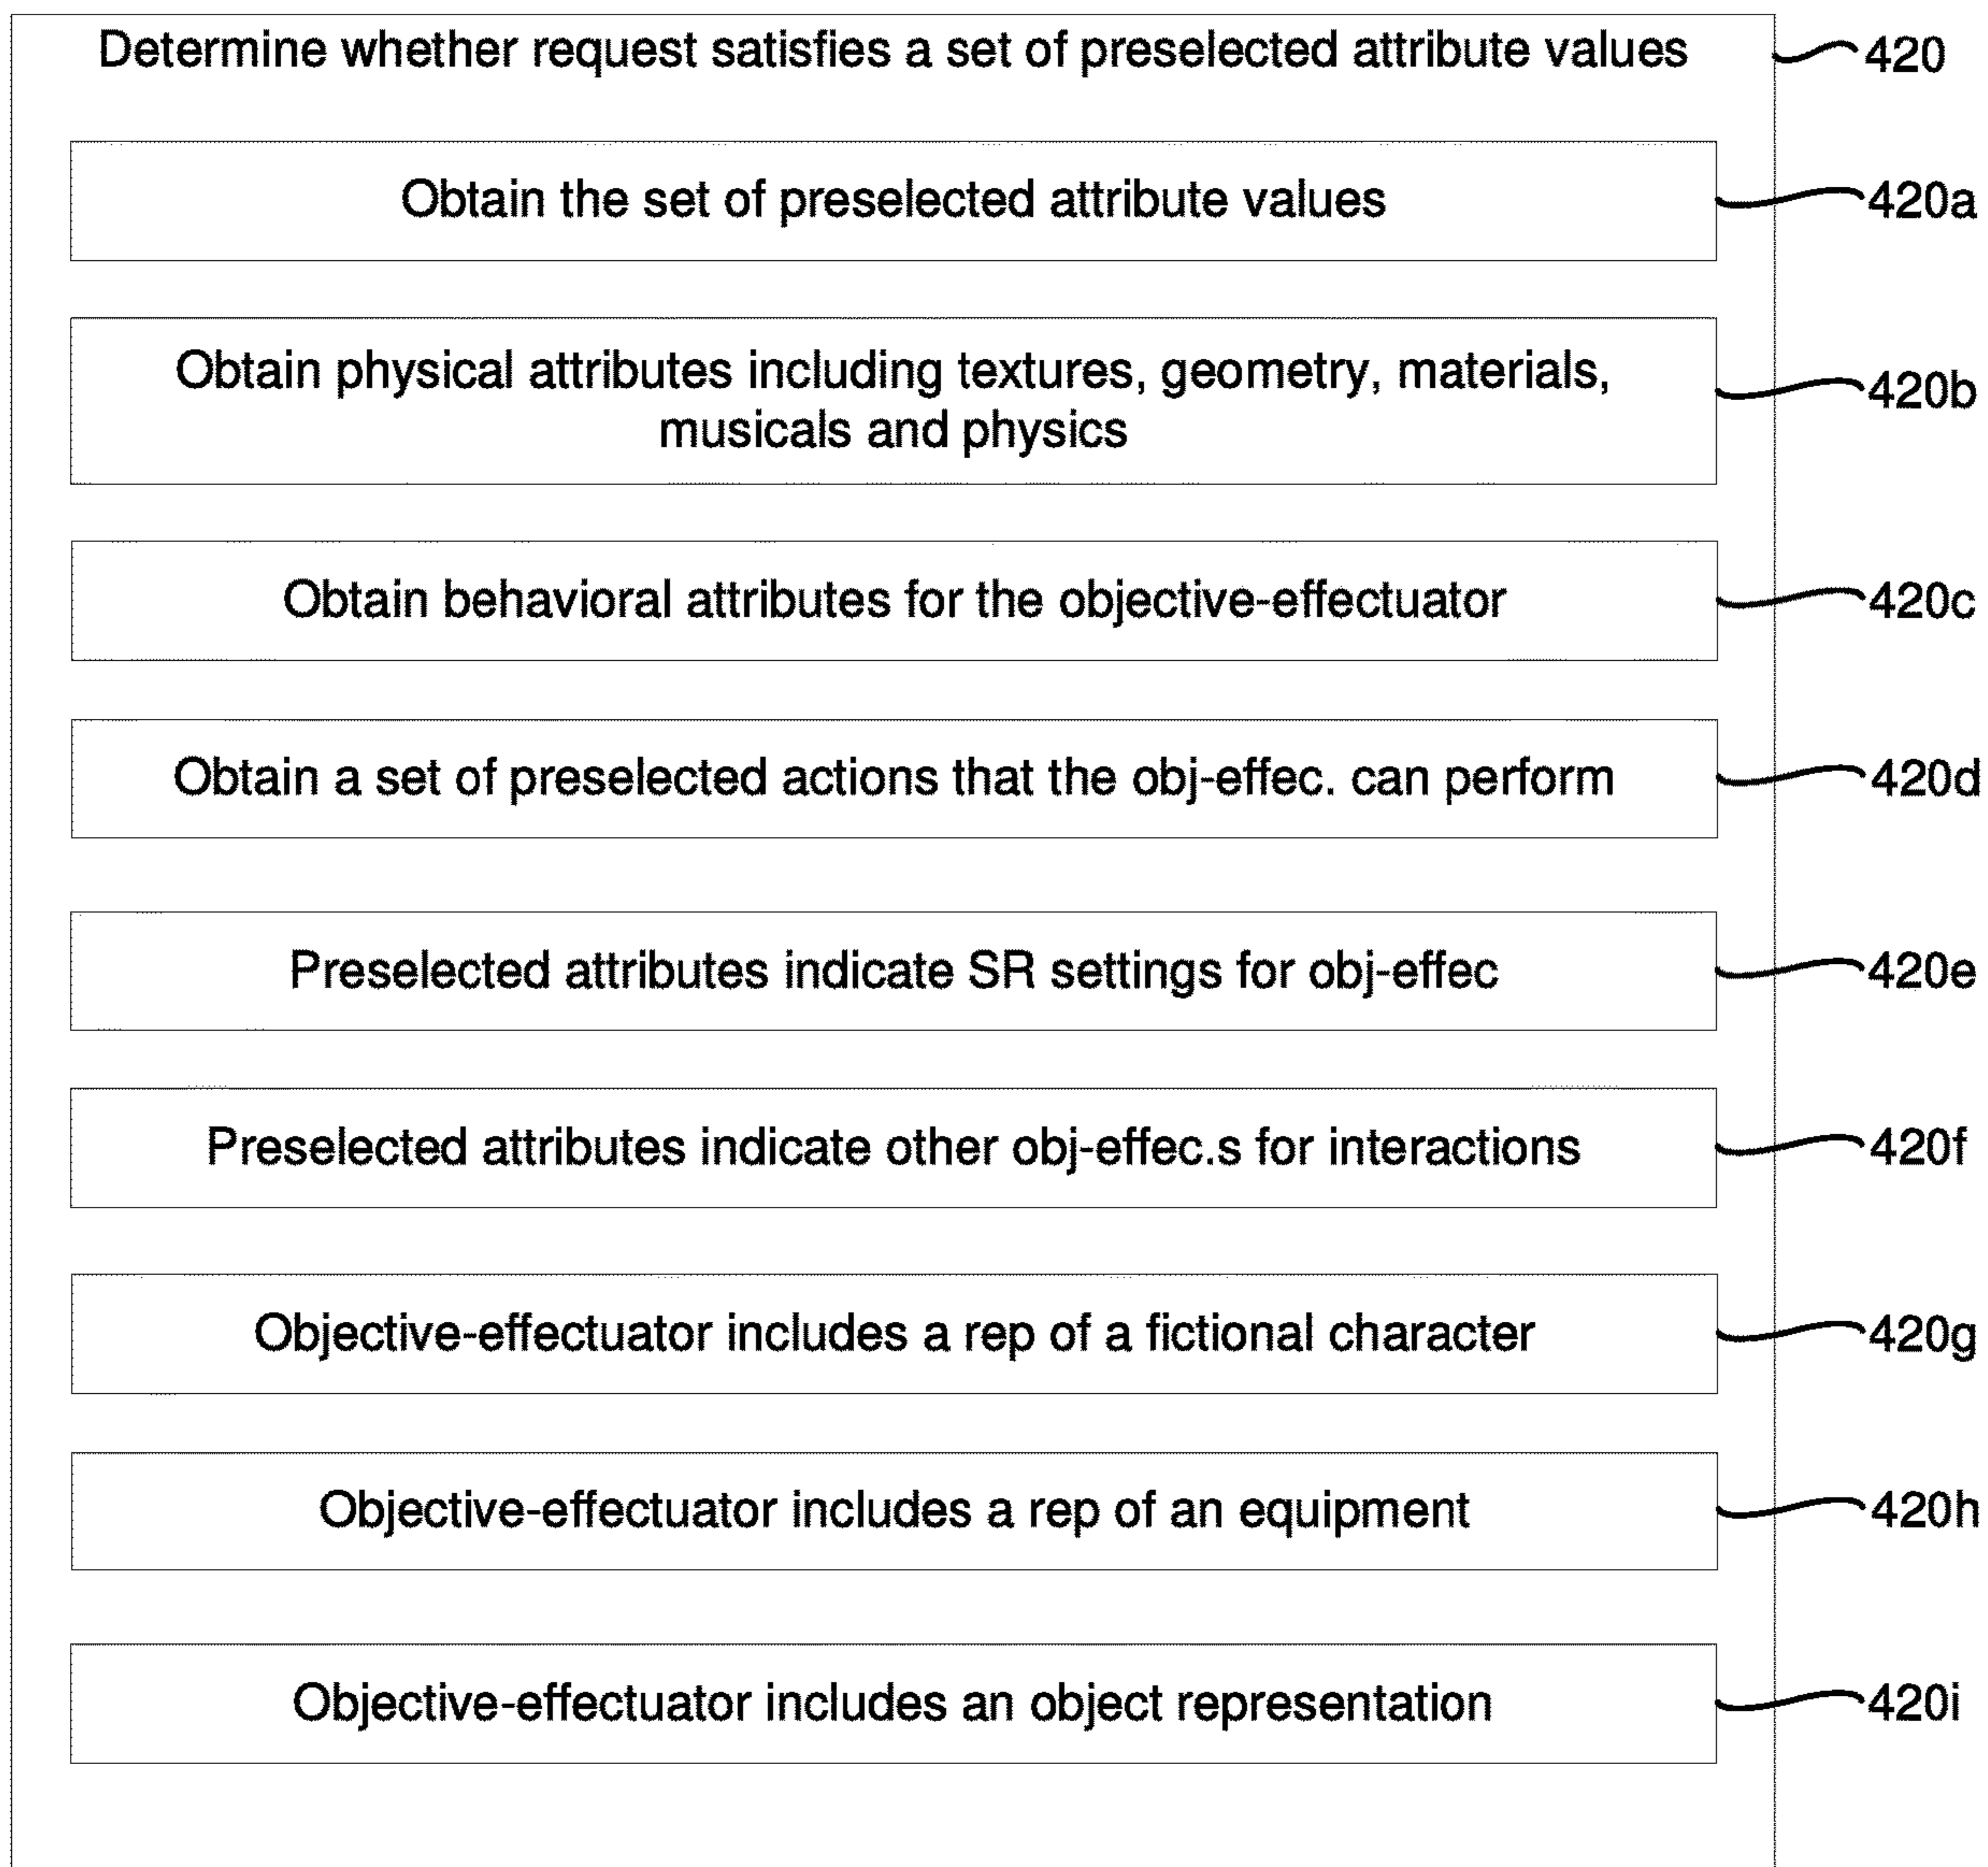 Determine whether request satisfies a set of preselected attribute values
420
Obtain the set of preselected attribute values
420a
Obtain physical attributes including textures, geometry, materials,
musicals and physics
420b
Obtain behavioral attributes for the objective-effectuator
420c
Obtain a set of preselected actions that the obj-effec. can perform
420d
Preselected attributes indicate SR settings for obj-effec
420e
Preselected attributes indicate other obj-effec.s for interactions
420f
Objective-effectuator includes a rep of a fictional character
420g
Objective-effectuator includes a rep of an equipment
420h
Objective-effectuator includes an object representation
420i